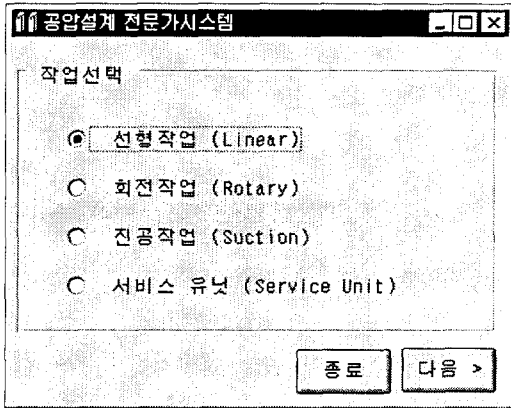 공압설계 전문가시스템
작업선택
선형작업 (Linear)
회전작업 (Rotary)
진공작업 (Suction)
서비스 유닛 (Service Unit)
종료
다음 >